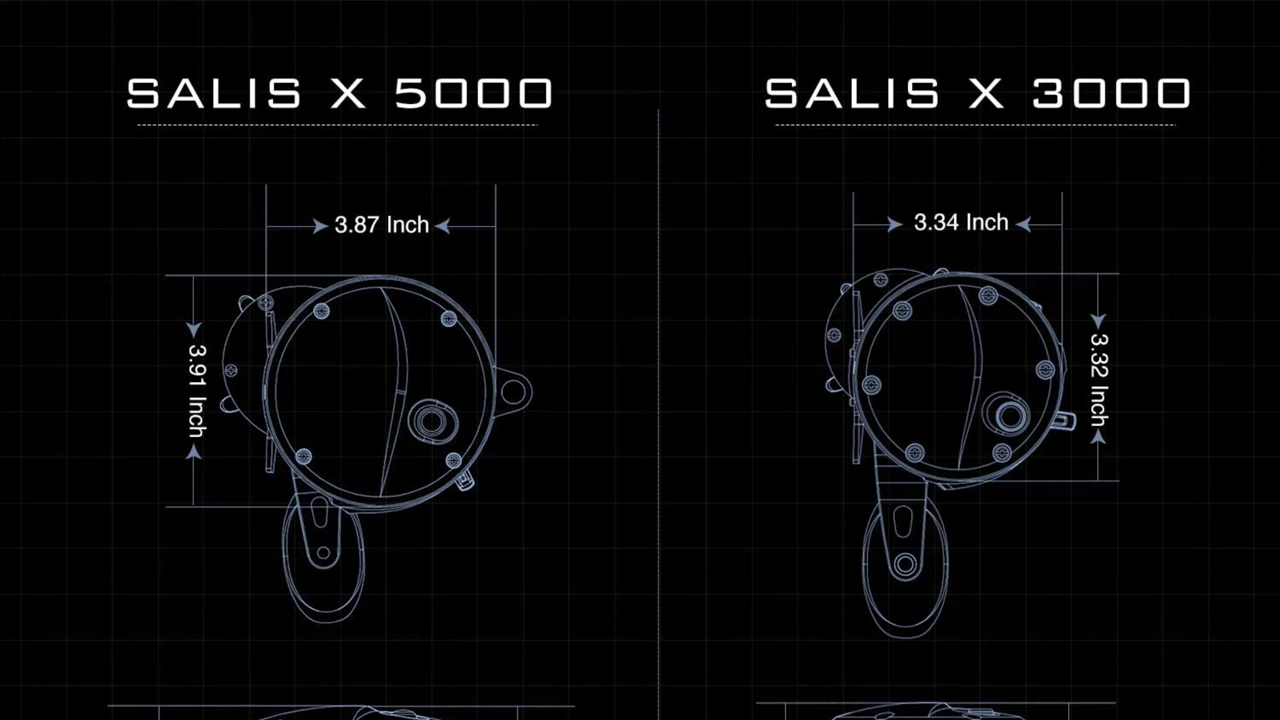 SALIS X 5000
3.87 Inch
3.91 Inch
SALIS X 3000
3.34 Inch
3.32 Inch